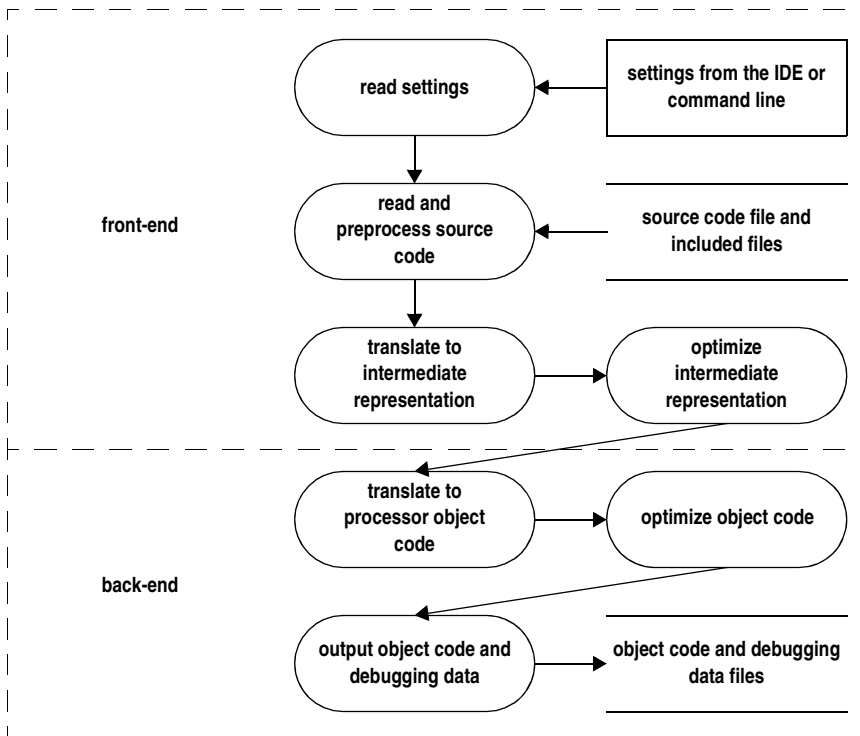 read settings
settings from the IDE or
command line
front-end
read and
preprocess source
code
source code file and
included files
translate to
intermediate
representation
optimize
intermediate
representation
back-end
translate to
processor object
code
optimize object code
output object code and
debugging data
object code and debugging
data files